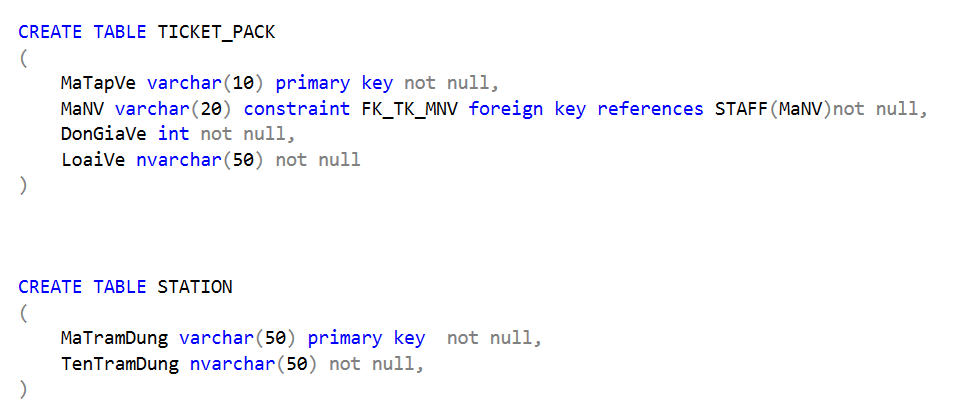 CREATE TABLE TICKET_PACK
(
    MaTapVe varchar(10) primary key not null,
    MaNV varchar(20) constraint FK_TK_MNV foreign key references STAFF(MaNV)not null,
    DonGiaVe int not null,
    LoaiVe nvarchar(50) not null
)
CREATE TABLE STATION
(
    MaTramDung varchar(50) primary key  not null,
    TenTramDung nvarchar(50) not null,
)